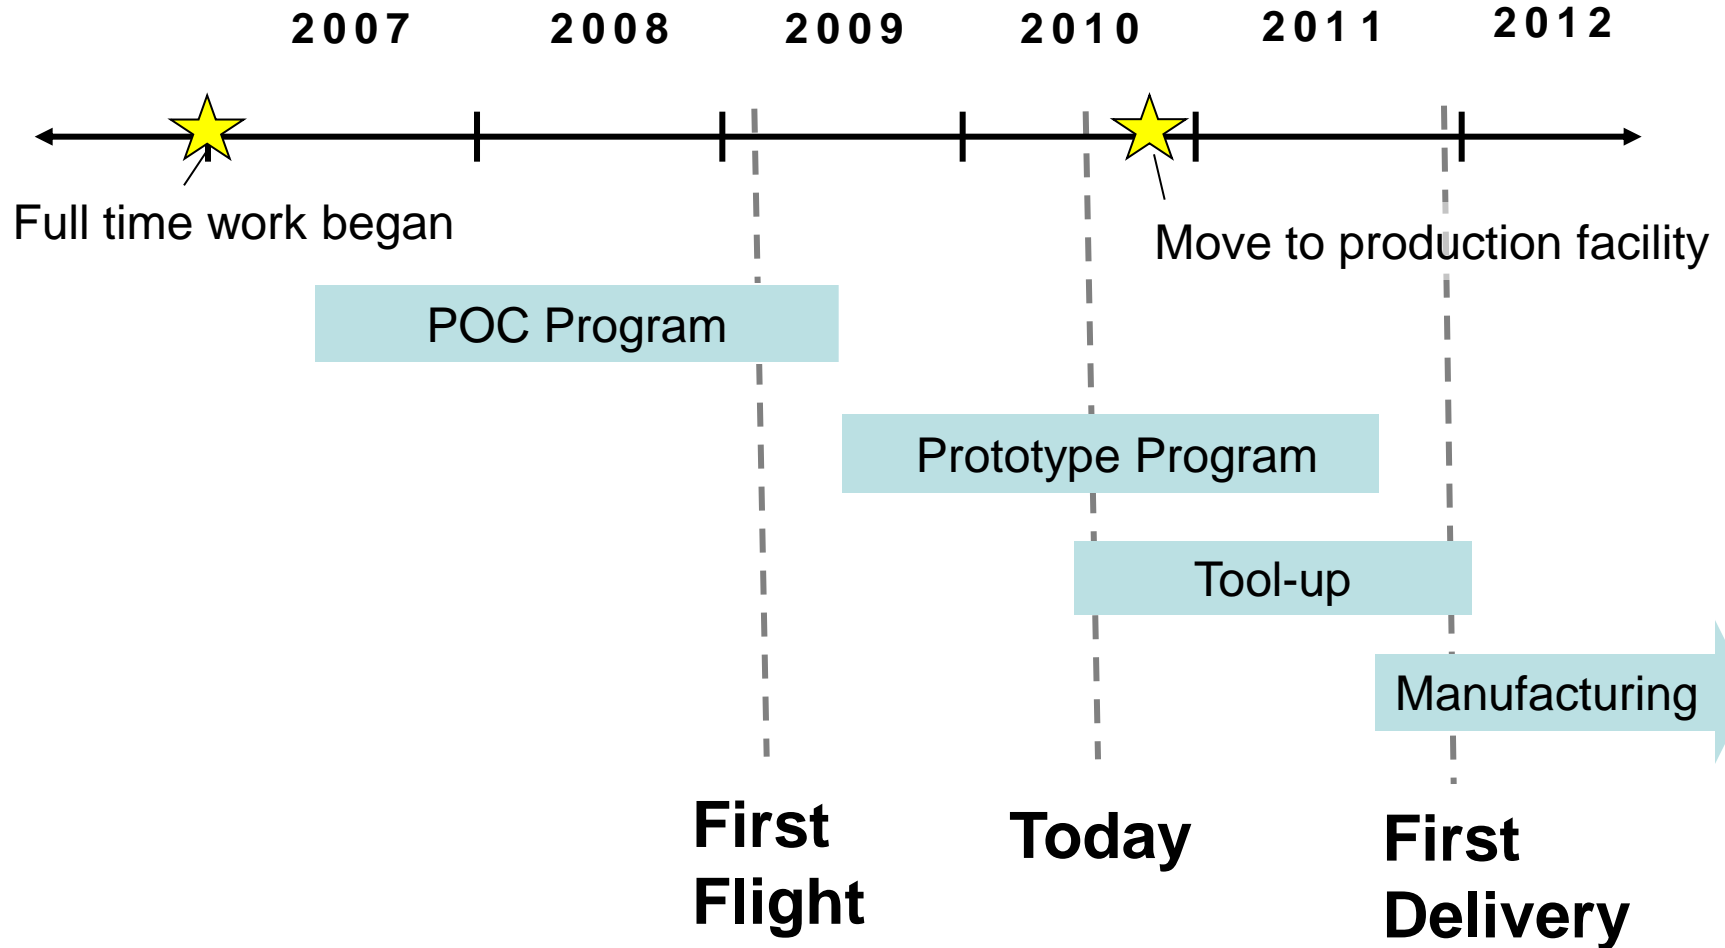 2007 2008 2009 2010 2011 2012
Full time work began
Move to production facility
POC Program
Prototype Program
Tool-up
Manufacturing
First
Flight
Today
First
Delivery